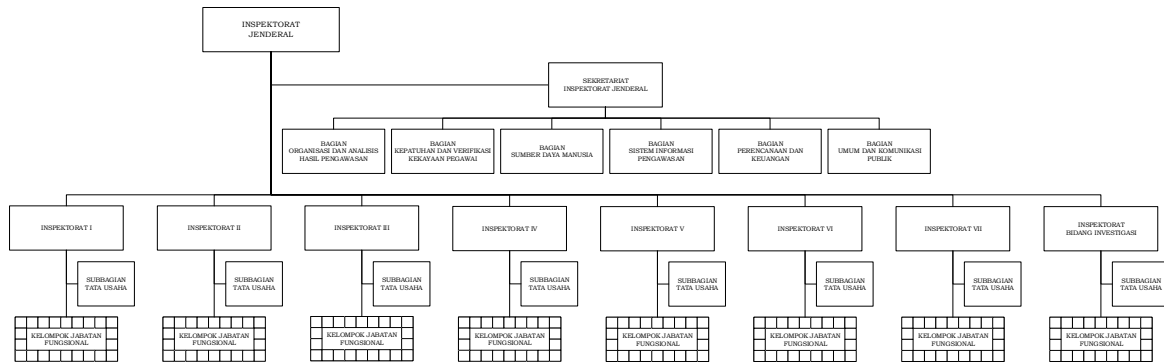 INSPEKTORAT
JENDERAL
SEKRETARIAT
INSPEKTORAT JENDERAL
BAGIAN
ORGANISASI DAN ANALISIS
HASIL PENGAWASAN
BAGIAN
KEPATUHAN DAN VERIFIKASI
KEKAYAAN PEGAWAI
BAGIAN
SUMBER DAYA MANUSIA
BAGIAN
SISTEM INFORMASI
PENGAWASAN
BAGIAN
PERENCANAAN DAN
KEUANGAN
BAGIAN
UMUM DAN KOMUNIKASI
PUBLIK
INSPEKTORAT I
INSPEKTORAT II
INSPEKTORAT III
INSPEKTORAT IV
INSPEKTORAT V
INSPEKTORAT VI
INSPEKTORAT VII
INSPEKTORAT
BIDANG INVESTIGASI
SUBBAGIAN
TATA USAHA
SUBBAGIAN
TATA USAHA
SUBBAGIAN
TATA USAHA
SUBBAGIAN
TATA USAHA
SUBBAGIAN
TATA USAHA
SUBBAGIAN
TATA USAHA
SUBBAGIAN
TATA USAHA
SUBBAGIAN
TATA USAHA
KELOMPOK JABATAN
FUNGSIONAL
KELOMPOK JABATAN
FUNGSIONAL
KELOMPOK JABATAN
FUNGSIONAL
KELOMPOK JABATAN
FUNGSIONAL
KELOMPOK JABATAN
FUNGSIONAL
KELOMPOK JABATAN
FUNGSIONAL
KELOMPOK JABATAN
FUNGSIONAL
KELOMPOK JABATAN
FUNGSIONAL